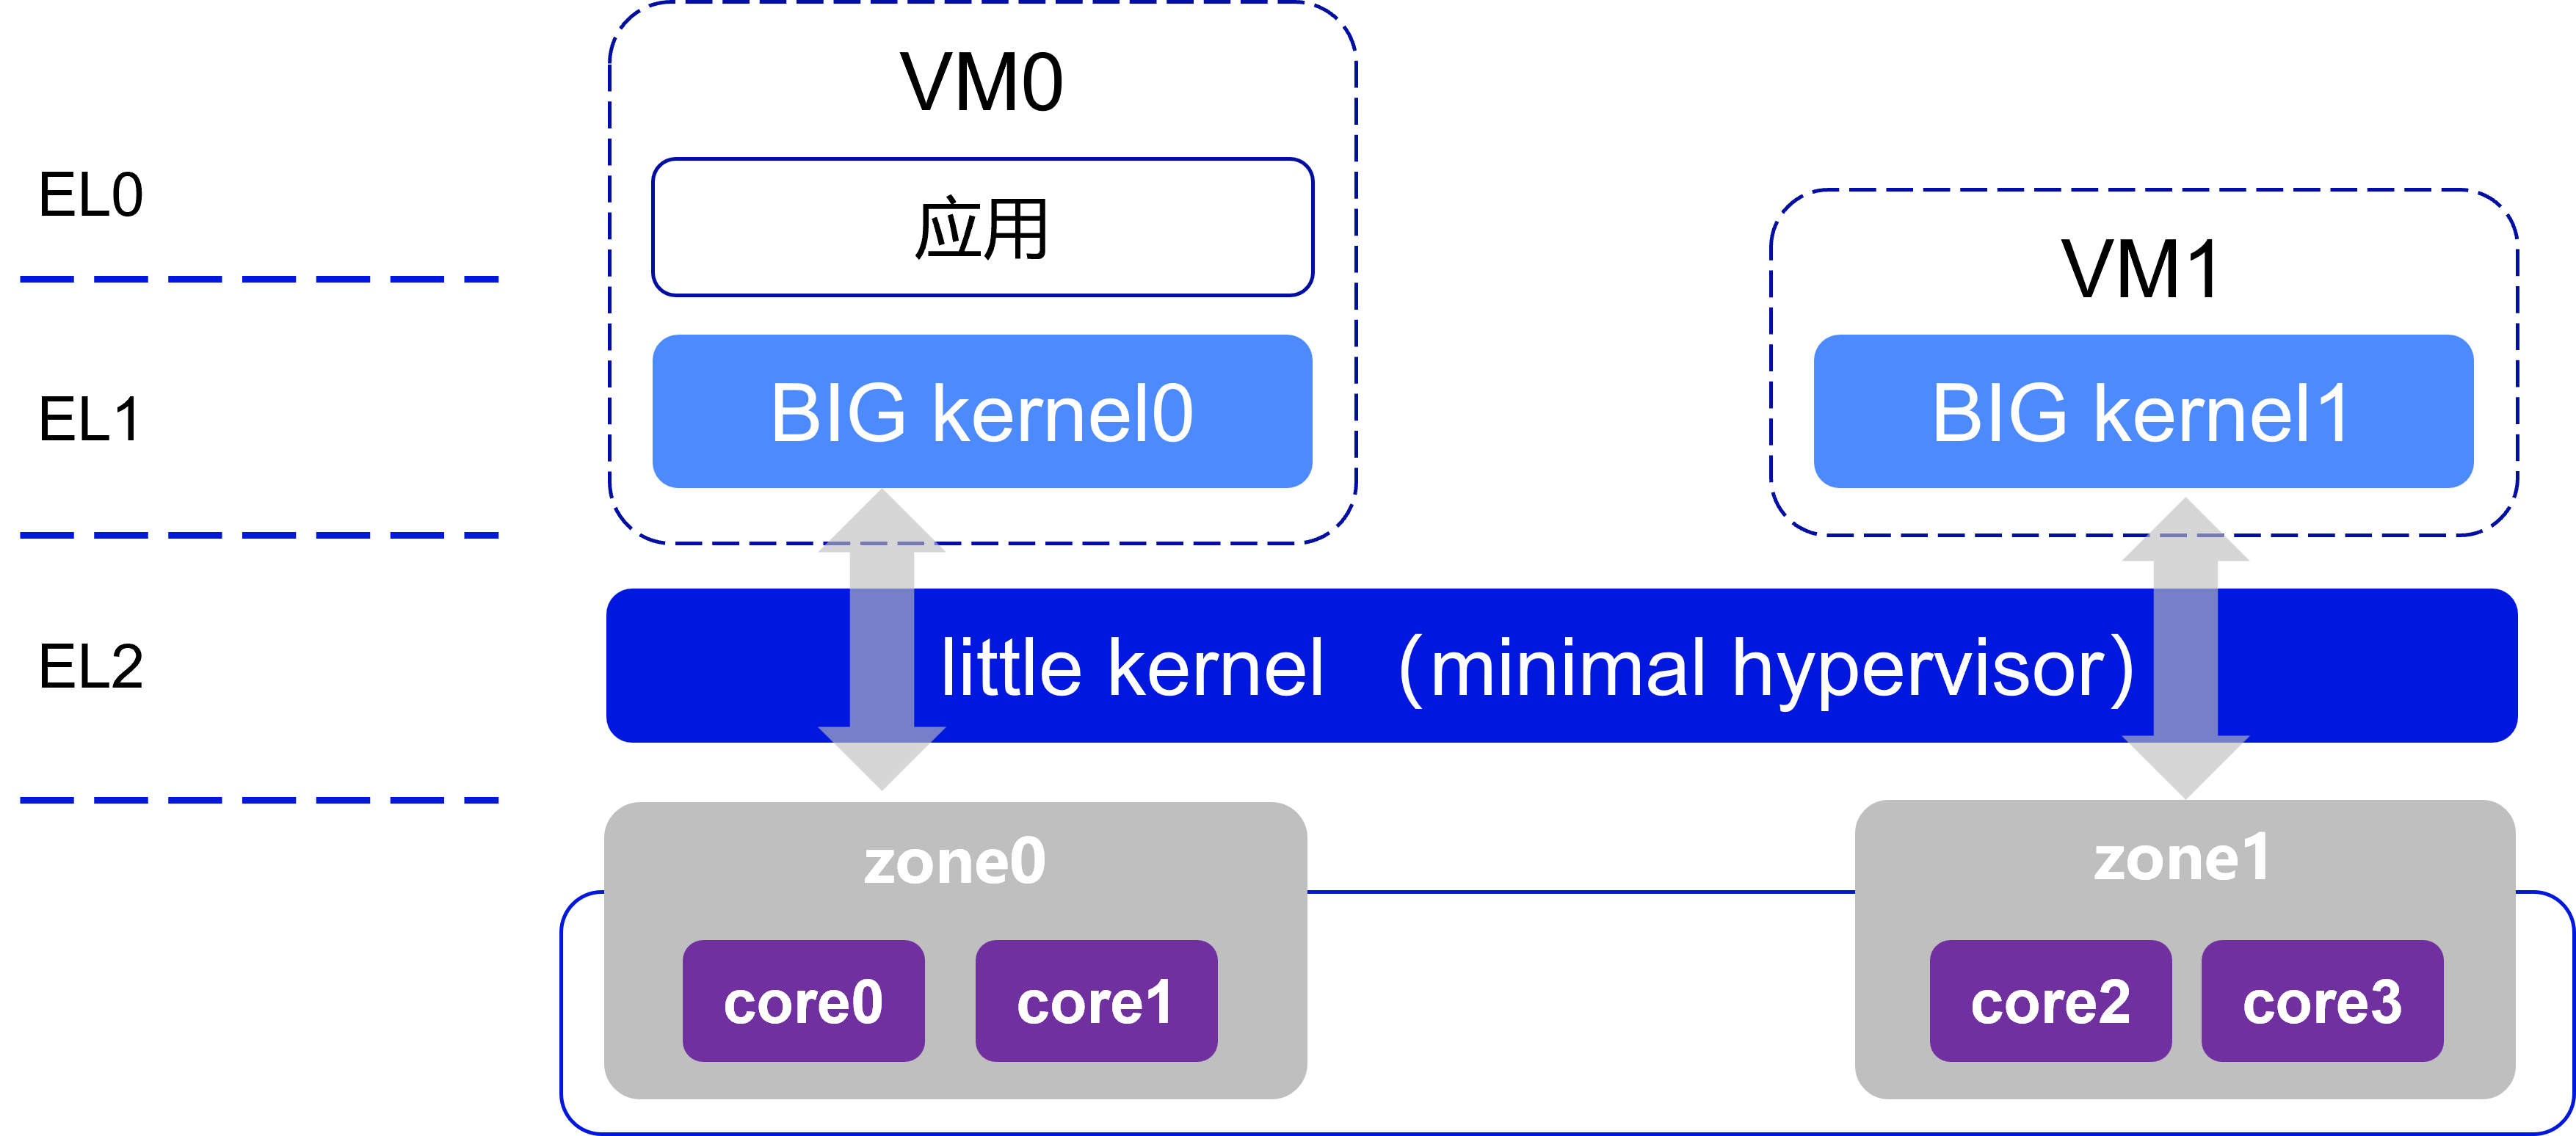 VM0
EL0
应用
VM1
EL1
BIG kernel0
BIG kernel1
EL2
little kernel （minimal hypervisor）
zone0
zone1
core0
core1
core2
core3